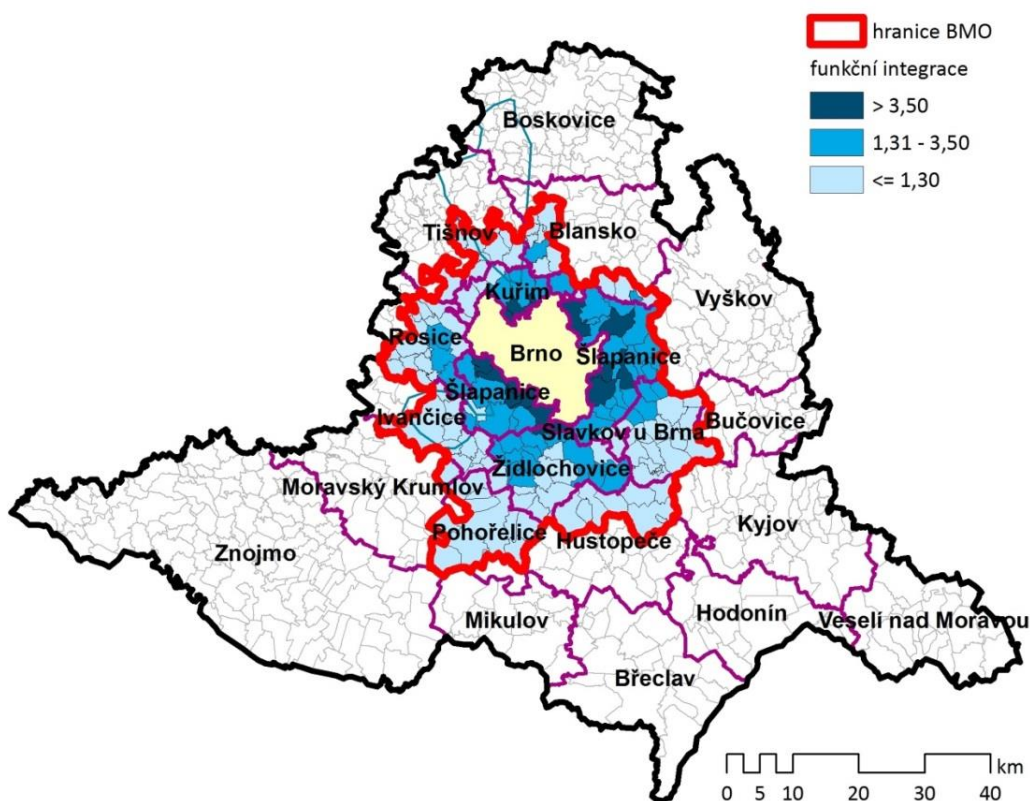 hranice BMO
funkční integrace
> 3,50
1,31 - 3,50
<= 1,30
Boskovice
Tišnov
Blansko
Vyškov
Kuřim
Rosice
Brno
Šlapanice
Šlapanice
Ivančice
Slavkov u Brna
Bučovice
Židlochovice
Moravský Krumlov
Pohořelice
Hustopeče
Kyjov
Znojmo
Mikulov
Hodonín
Veselí nad Moravou
Břeclav
km
0 5 10 20 30 40